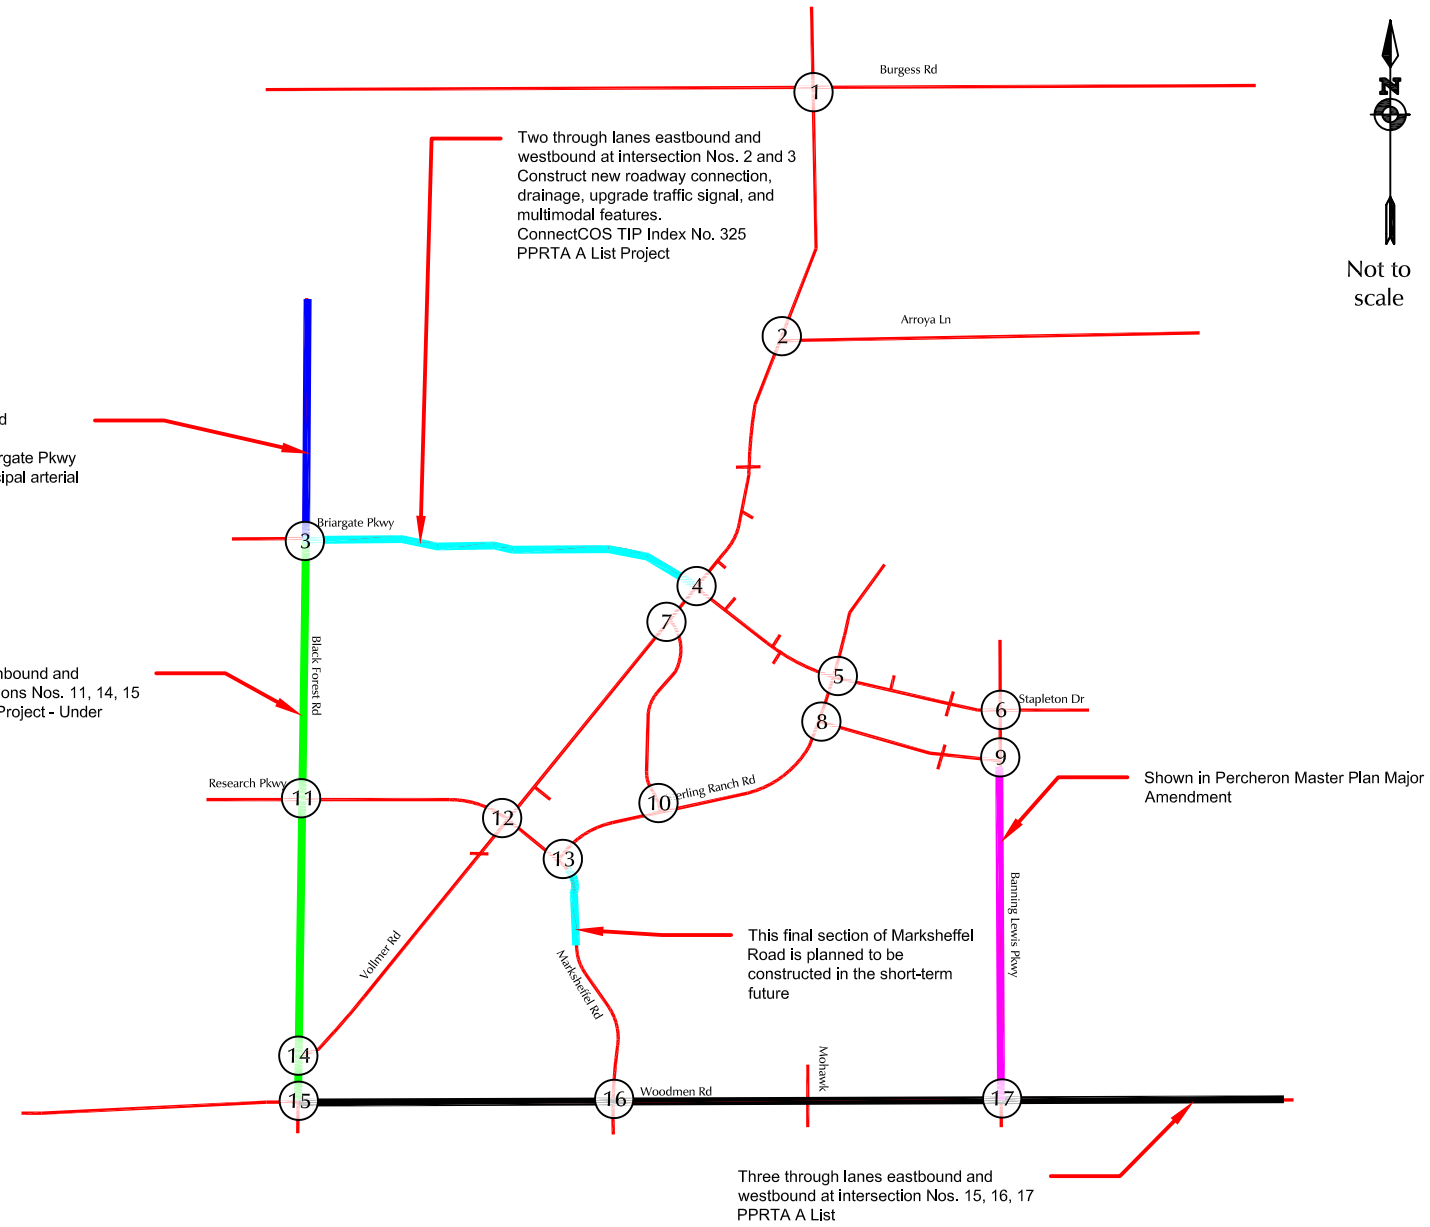 Burgess Rd
1
N
Not to
scale
Two through lanes eastbound and
westbound at intersection Nos. 2 and 3
Construct new roadway connection,
drainage, upgrade traffic signal, and
multimodal features.
ConnectCOS TIP Index No. 325
PPRTA A List Project
2
Arroya Ln
d
rgate Pkwy
cipal arterial
Briargate Pkwy
3
4
7
Black Forest Rd
nbound and
ons Nos. 11, 14, 15
Project - Under
5
8
6
Stapleton Dr
9
Research Pkwy
11
12
10
erling Ranch Rd
13
Shown in Percheron Master Plan Major
Amendment
Banning Lewis Pkwy
Vollmer Rd
Marksheffel Rd
This final section of Marksheffel
Road is planned to be
constructed in the short-term
future
14
15
16
Woodmen Rd
Mohawk
17
Three through lanes eastbound and
westbound at intersection Nos. 15, 16, 17
PPRTA A List